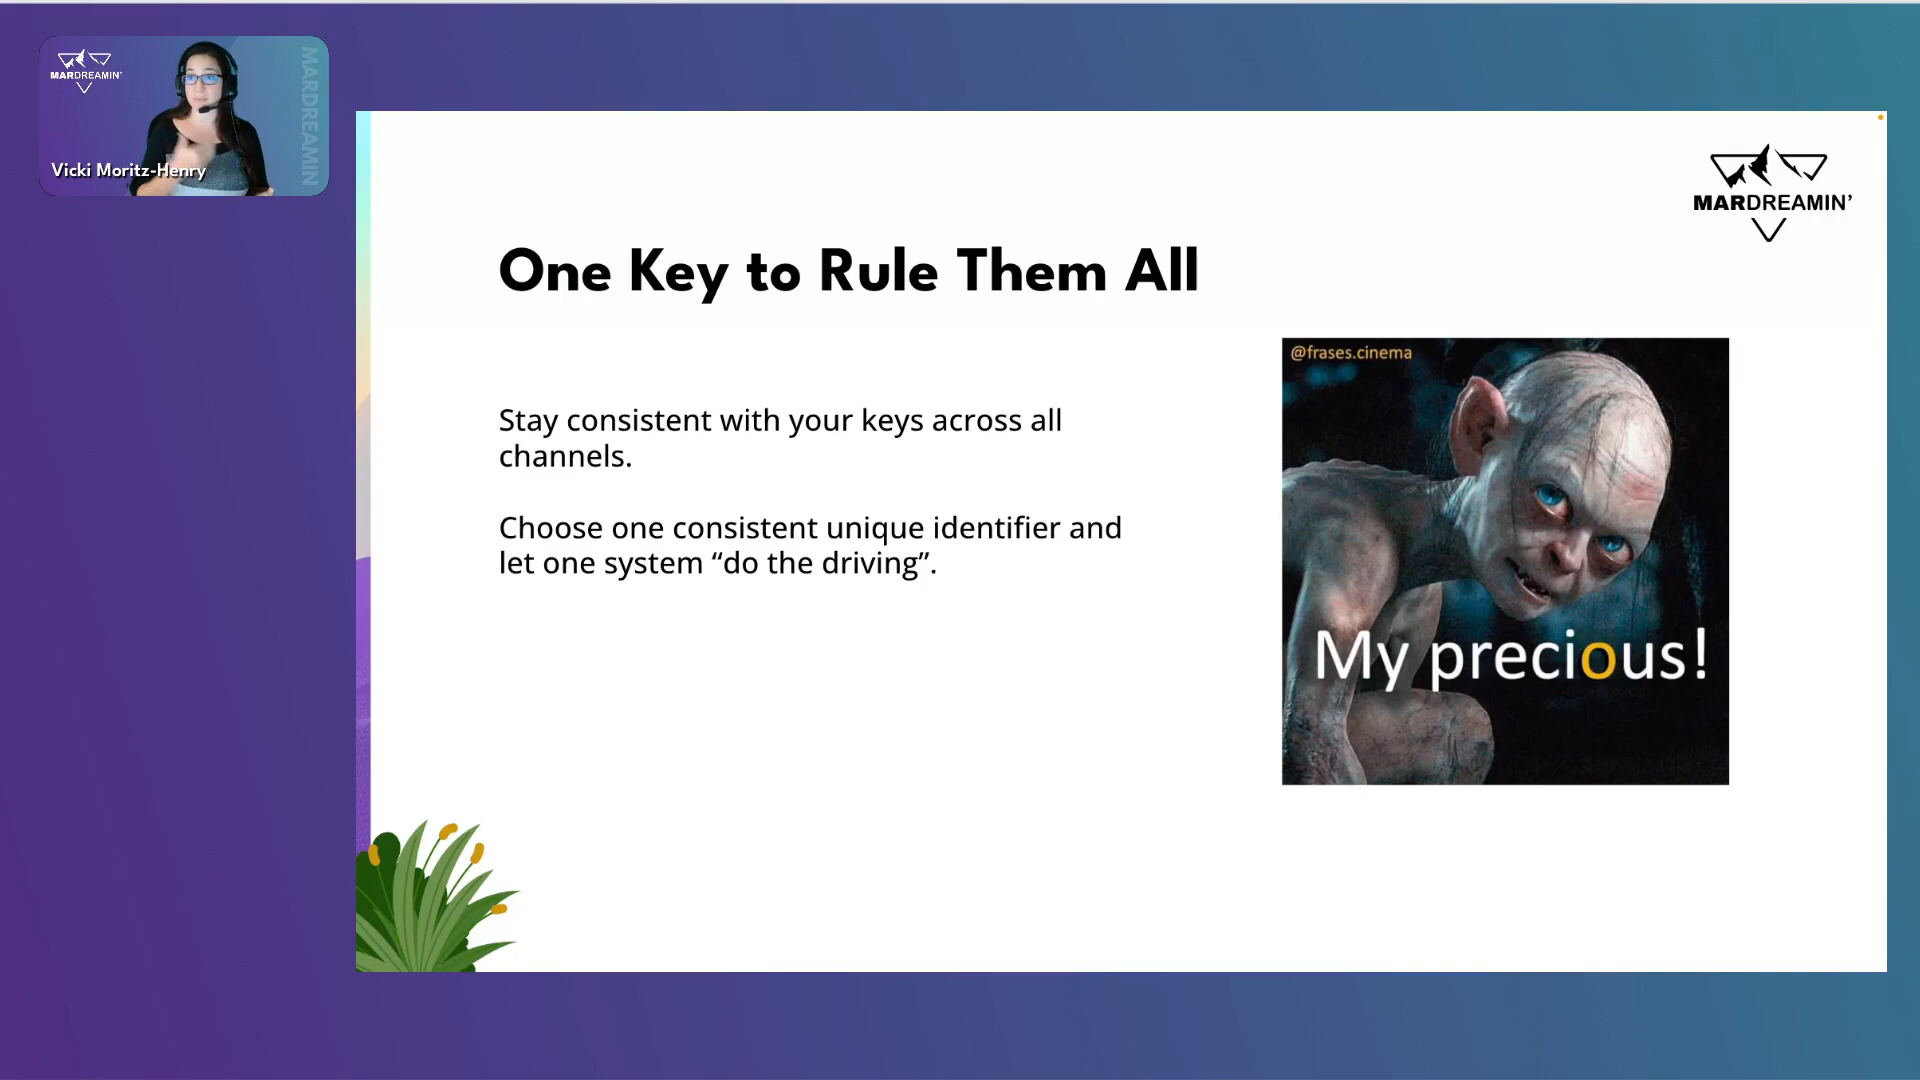 MARDREAMIN'
MARDREAMIN
Vicki Moritz-Henry
MARDREAMIN'
One Key to Rule Them All
Stay consistent with your keys across all
channels.
Choose one consistent unique identifier and
let one system “do the driving”.
@frases.cinema
My precious!